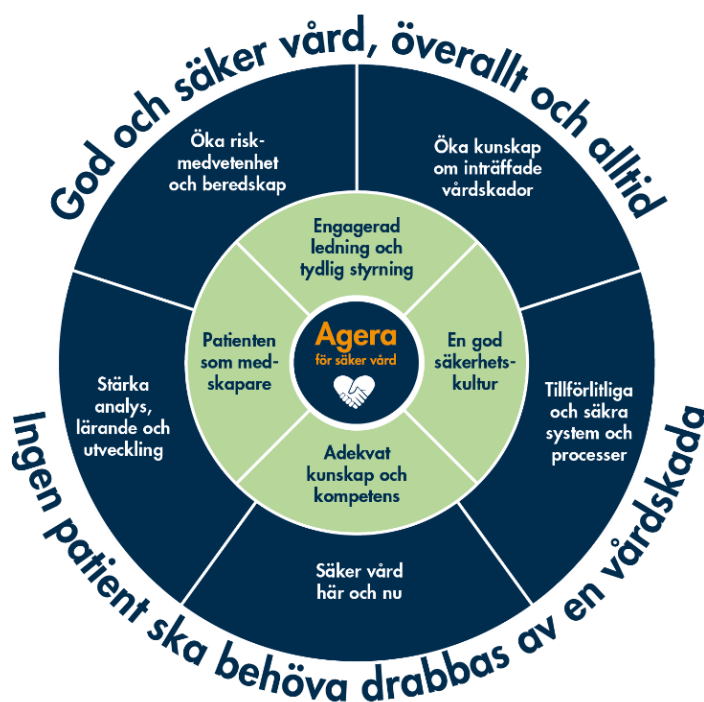 God och säker vård, överallt och alltid
Öka risk-
medvetenhet
och beredskap
Öka kunskap
om inträffade
vårdskador
Engagerad
ledning och
tydlig styrning
Patienten
som med-
skapare
Agera
för säker vård
En god
säkerhets-
kultur
Stärka
analys,
lärande och
utveckling
Tillförlitliga
och säkra
system och
processer
Adekvat
kunskap och
kompetens
Säker vård
här och nu
Ingen patient ska behöva drabbas av en vårdskada